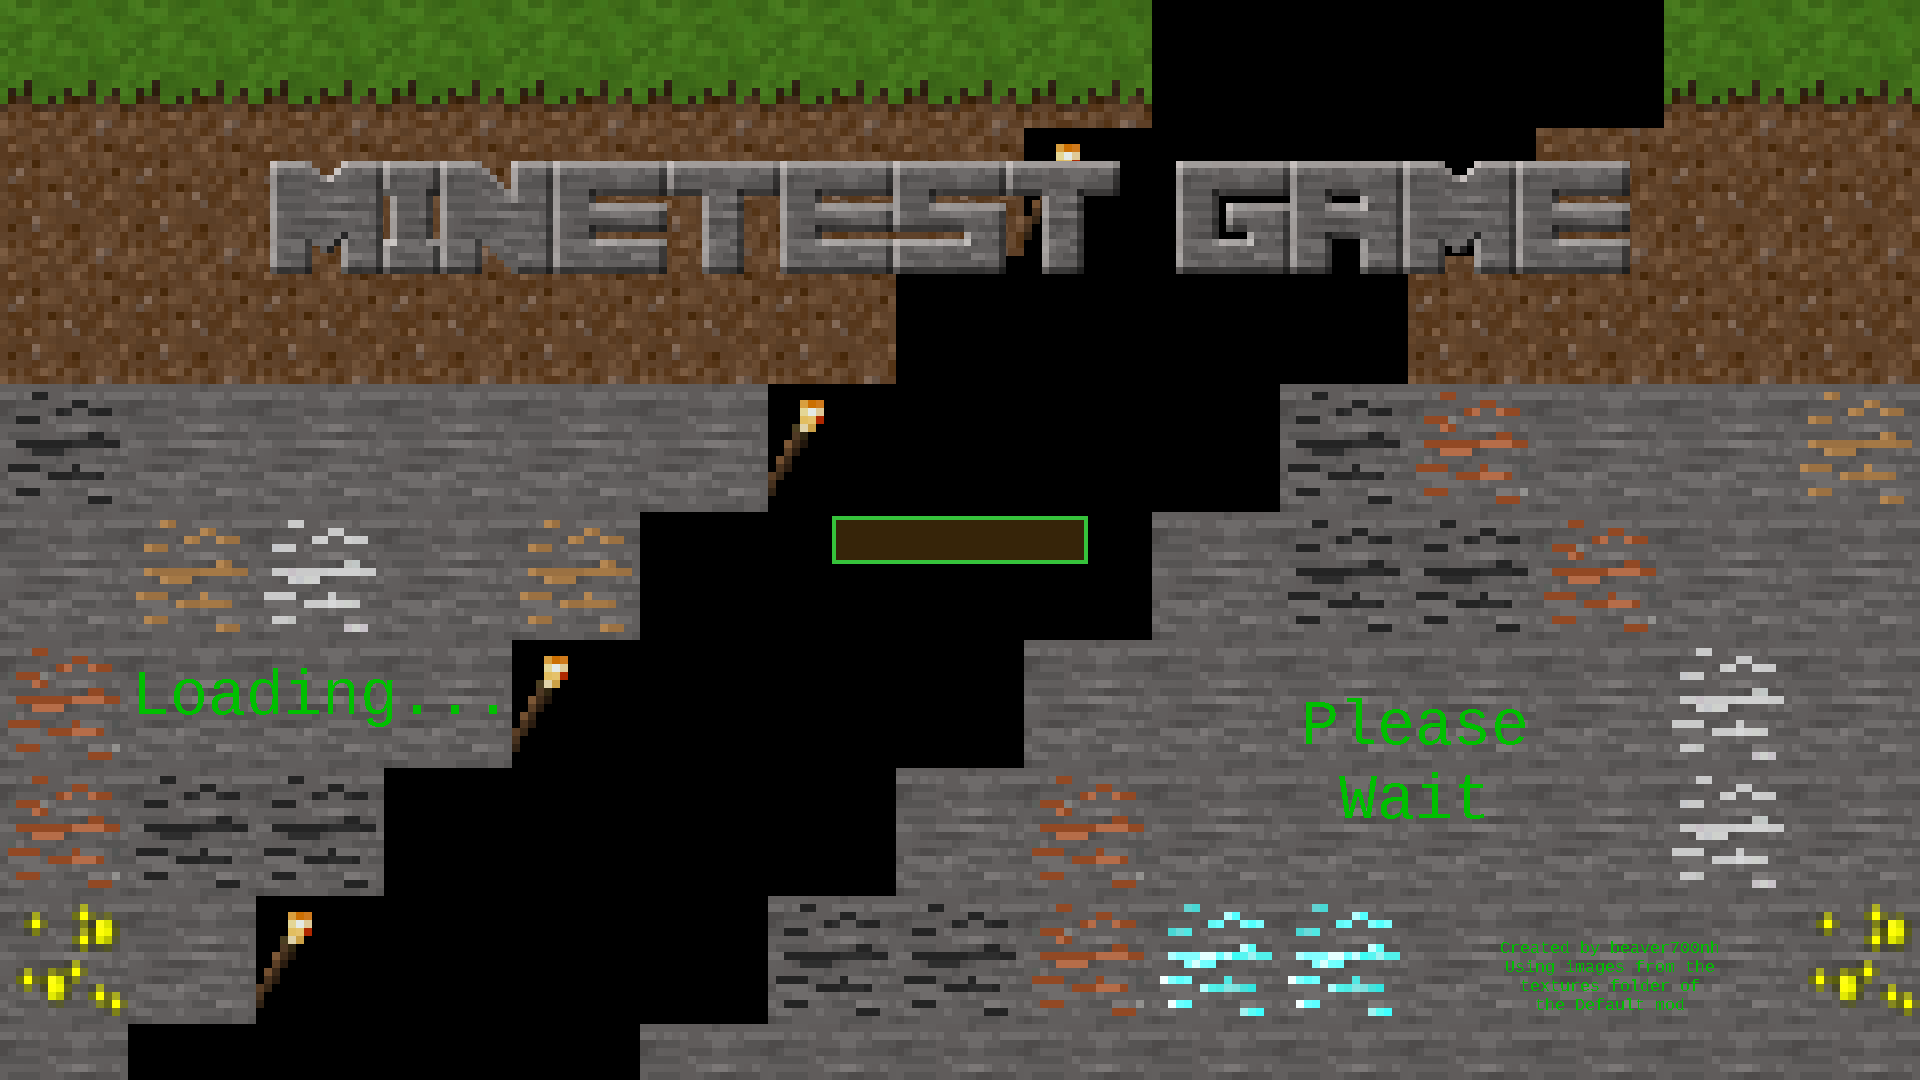 MINETEST GAME
Loading...
Please
Wait
Created by beaver700nh
Using images from the
textures folder of
the default mod